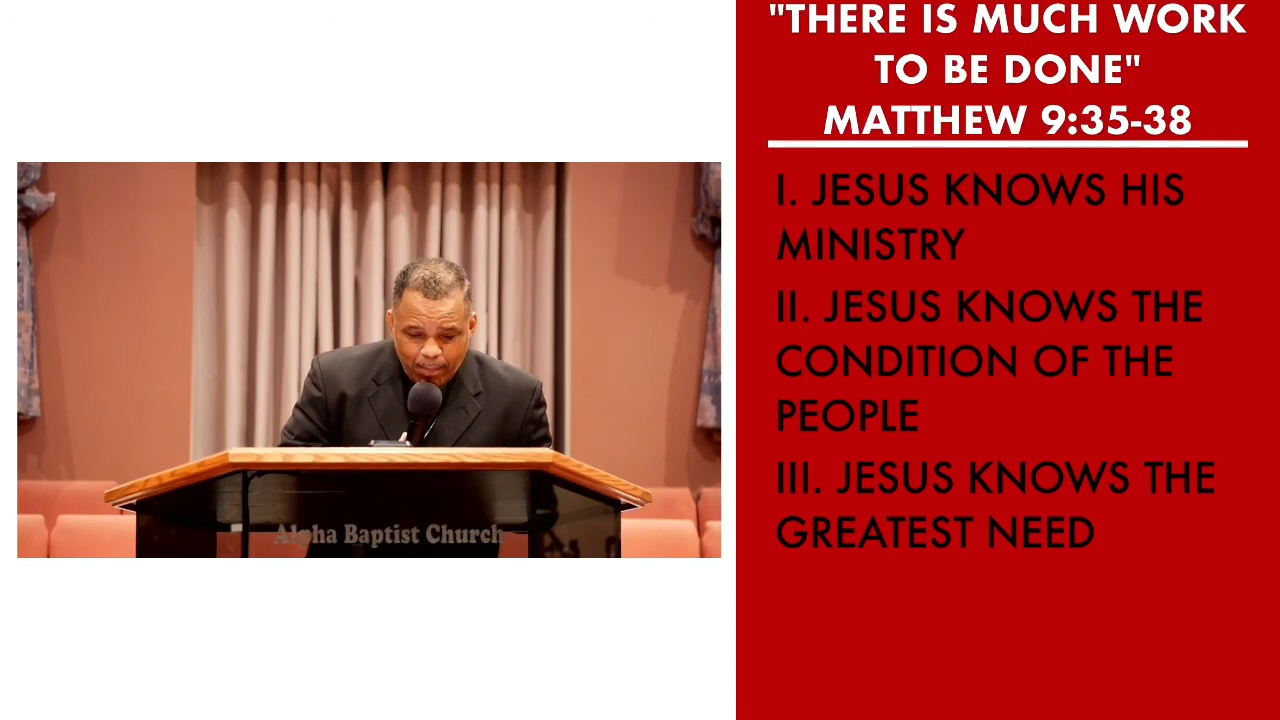 "THERE IS MUCH WORK
TO BE DONE"
MATTHEW 9:35-38
I. JESUS KNOWS HIS
MINISTRY
II. JESUS KNOWS THE
CONDITION OF THE
PEOPLE
III. JESUS KNOWS THE
GREATEST NEED
Alpha Baptist Church